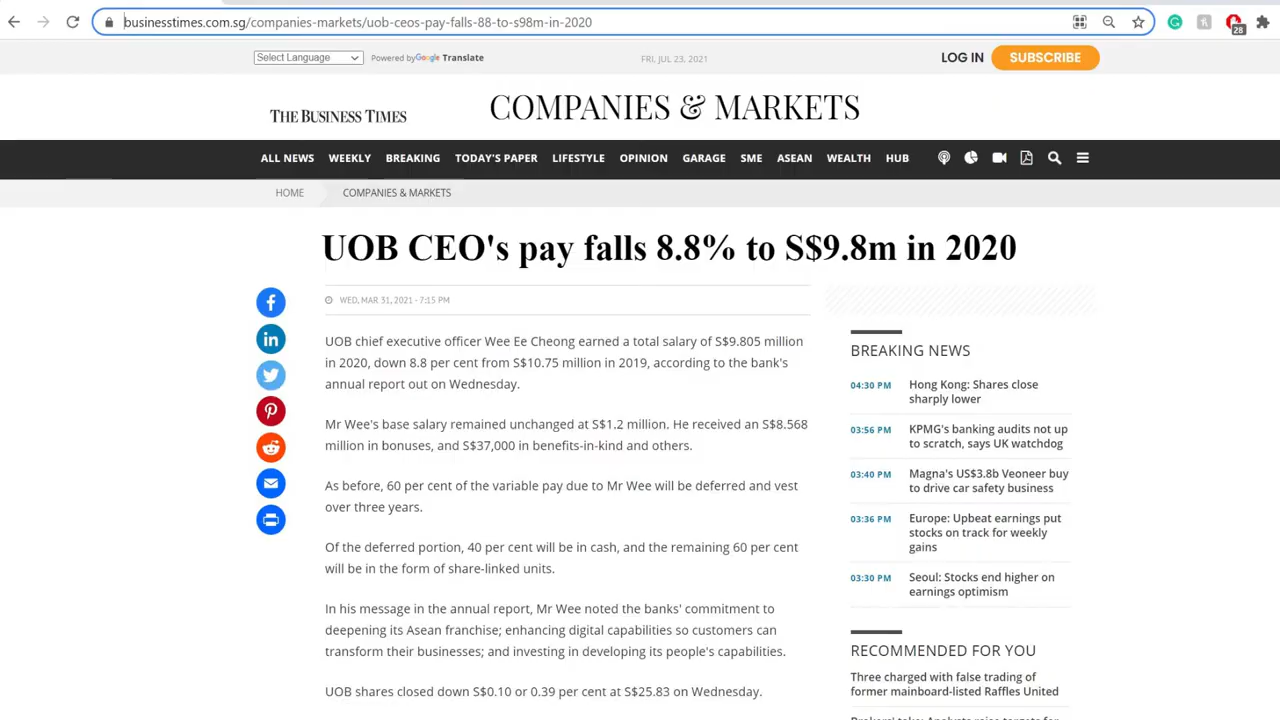 businesstimes.com.sg/companies-markets/uob-ceos-pay-falls-88-to-s98m-in-2020
28
Select Language
Powered by Google Translate
FRI, JUL 23, 2021
LOG IN
SUBSCRIBE
THE BUSINESS TIMES
COMPANIES & MARKETS
ALL NEWS WEEKLY BREAKING TODAY'S PAPER LIFESTYLE OPINION GARAGE SME ASEAN WEALTH HUB
HOME COMPANIES & MARKETS
UOB CEO's pay falls 8.8% to S$9.8m in 2020
WED, MAR 31, 2021 - 7:15 PM
UOB chief executive officer Wee Ee Cheong earned a total salary of S$9.805 million
in 2020, down 8.8 per cent from S$10.75 million in 2019, according to the bank's
annual report out on Wednesday.
Mr Wee's base salary remained unchanged at S$1.2 million. He received an S$8.568
million in bonuses, and S$37,000 in benefits-in-kind and others.
As before, 60 per cent of the variable pay due to Mr Wee will be deferred and vest
over three years.
Of the deferred portion, 40 per cent will be in cash, and the remaining 60 per cent
will be in the form of share-linked units.
In his message in the annual report, Mr Wee noted the banks' commitment to
deepening its Asean franchise; enhancing digital capabilities so customers can
transform their businesses; and investing in developing its people's capabilities.
UOB shares closed down S$0.10 or 0.39 per cent at S$25.83 on Wednesday.
BREAKING NEWS
04:30 PM Hong Kong: Shares close
sharply lower
03:56 PM KPMG's banking audits not up
to scratch, says UK watchdog
03:40 PM Magna's US$3.8b Veoneer buy
to drive car safety business
03:36 PM Europe: Upbeat earnings put
stocks on track for weekly
gains
03:30 PM Seoul: Stocks end higher on
earnings optimism
RECOMMENDED FOR YOU
Three charged with false trading of
former mainboard-listed Raffles United